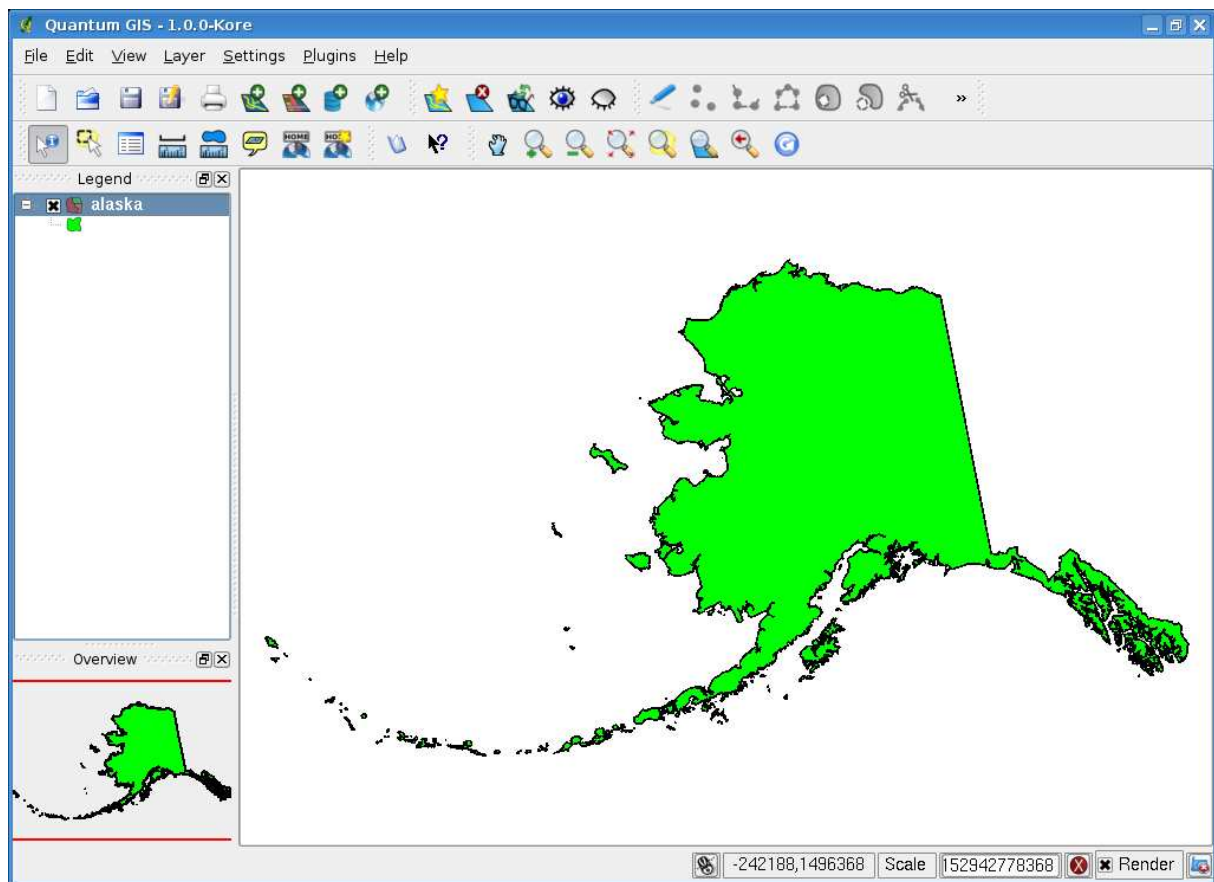 Quantum GIS - 1.0.0-Kore
File Edit View Layer Settings Plugins Help
»
HOME
Legend
alaska
Overview
-242188,1496368 Scale 152942778368 Render